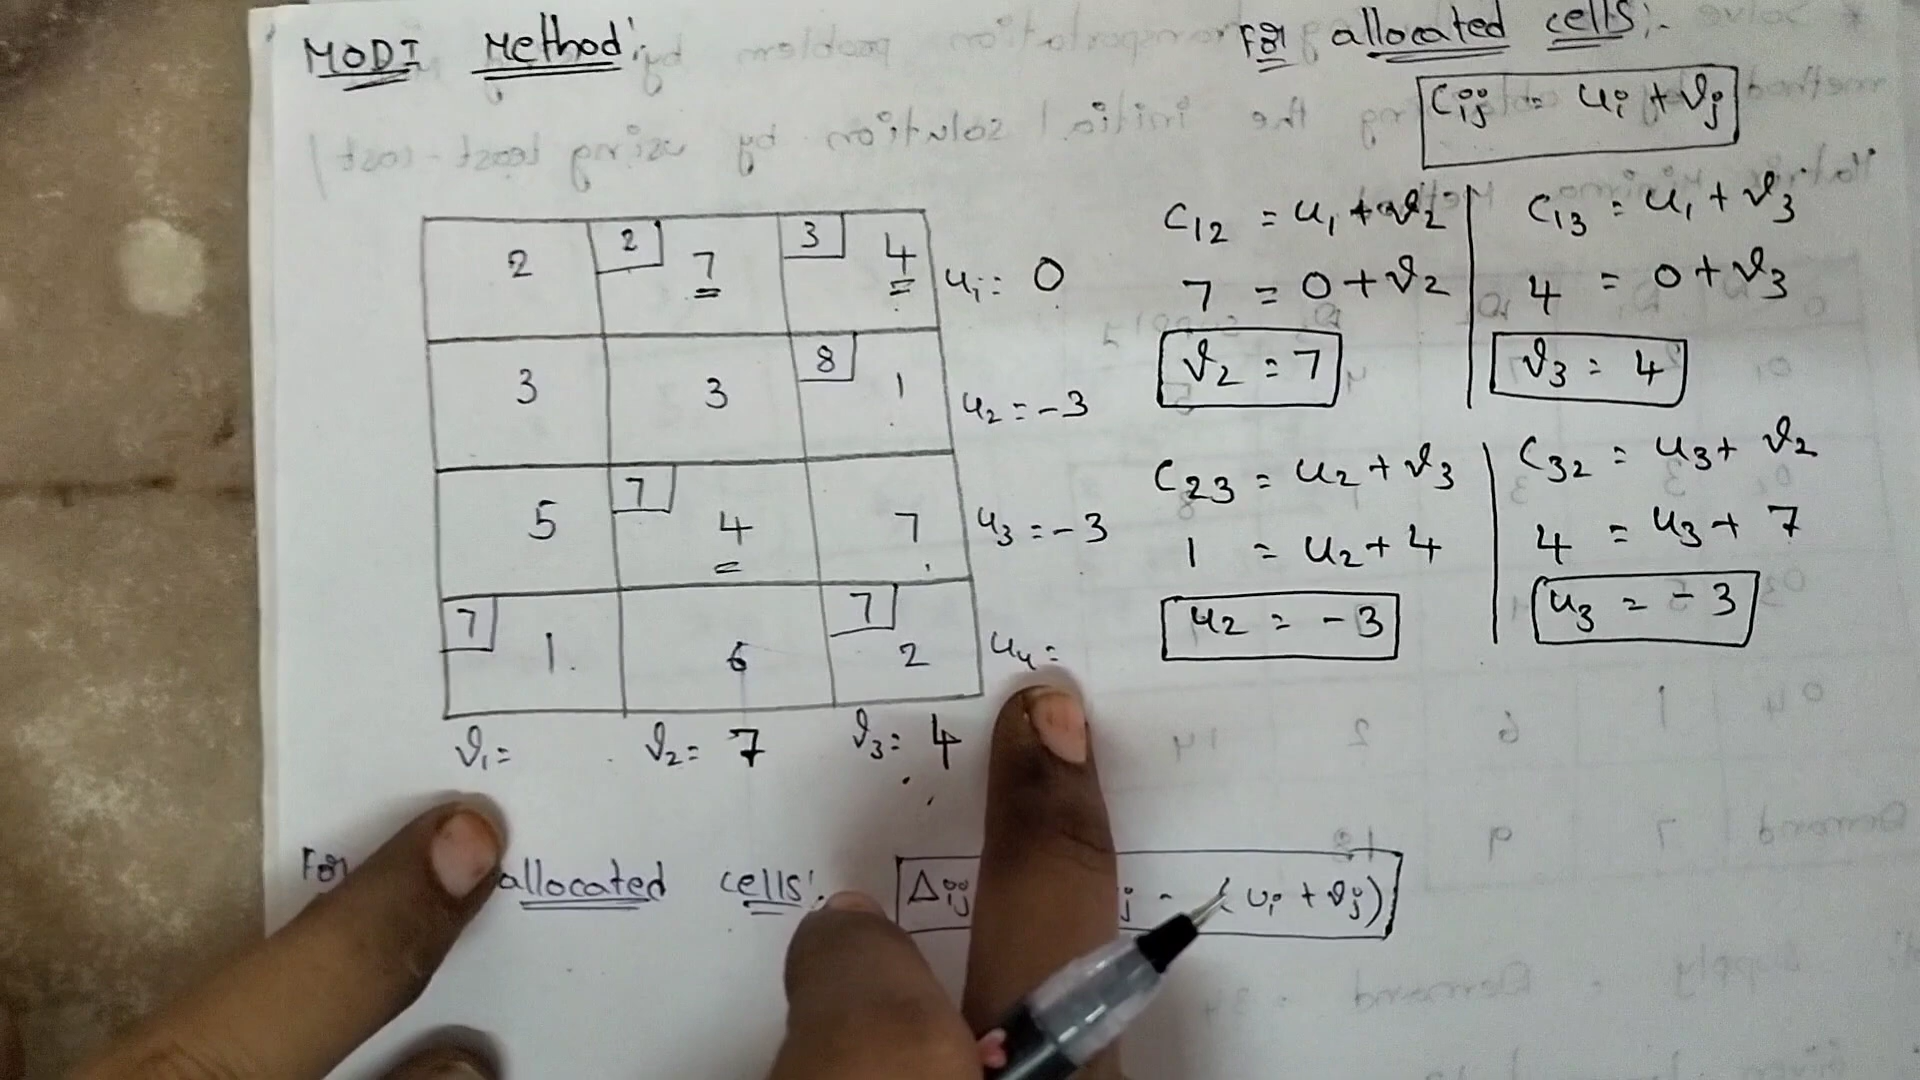 MODI Method:
For allocated cells:-
Cij = ui + vj
2 2 7 3 4 u1 = 0
3 3 8 1 u2 = -3
5 7 4 7 u3 = -3
7 1 6 7 2 u4 =
v1 = v2 = 7 v3 = 4
C12 = u1 + v2
7 = 0 + v2
v2 = 7
C13 = u1 + v3
4 = 0 + v3
v3 = 4
C23 = u2 + v3
1 = u2 + 4
u2 = -3
C32 = u3 + v2
4 = u3 + 7
u3 = -3
For allocated cells:
Δij j - (ui + vj)